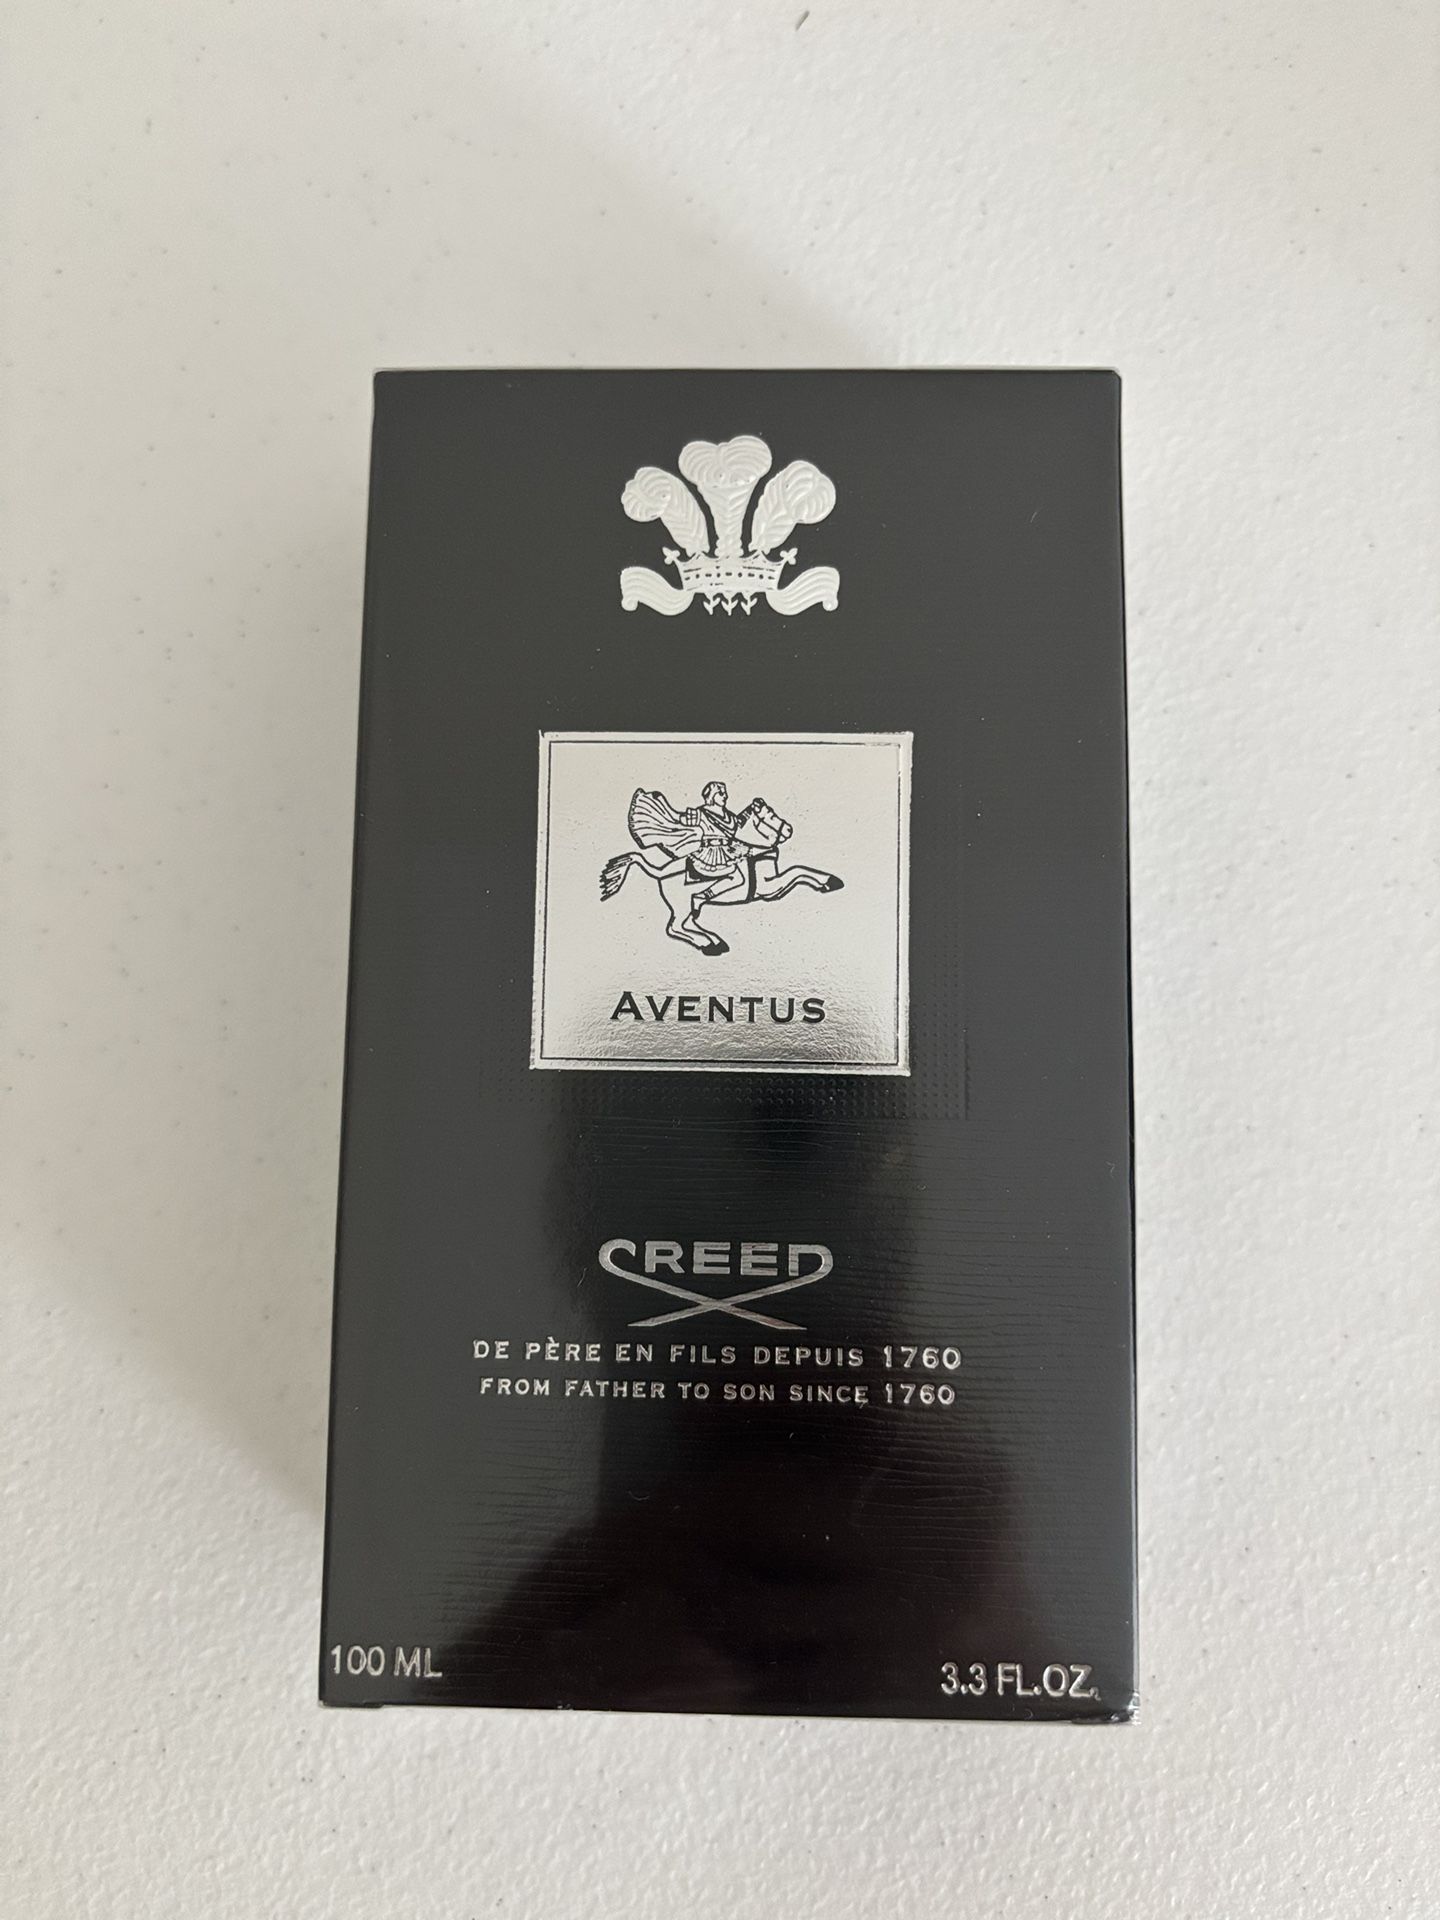 AVENTUS
CREED
DE PÈRE EN FILS DEPUIS 1760
FROM FATHER TO SON SINCE 1760
100 ML 3.3 FL.OZ.